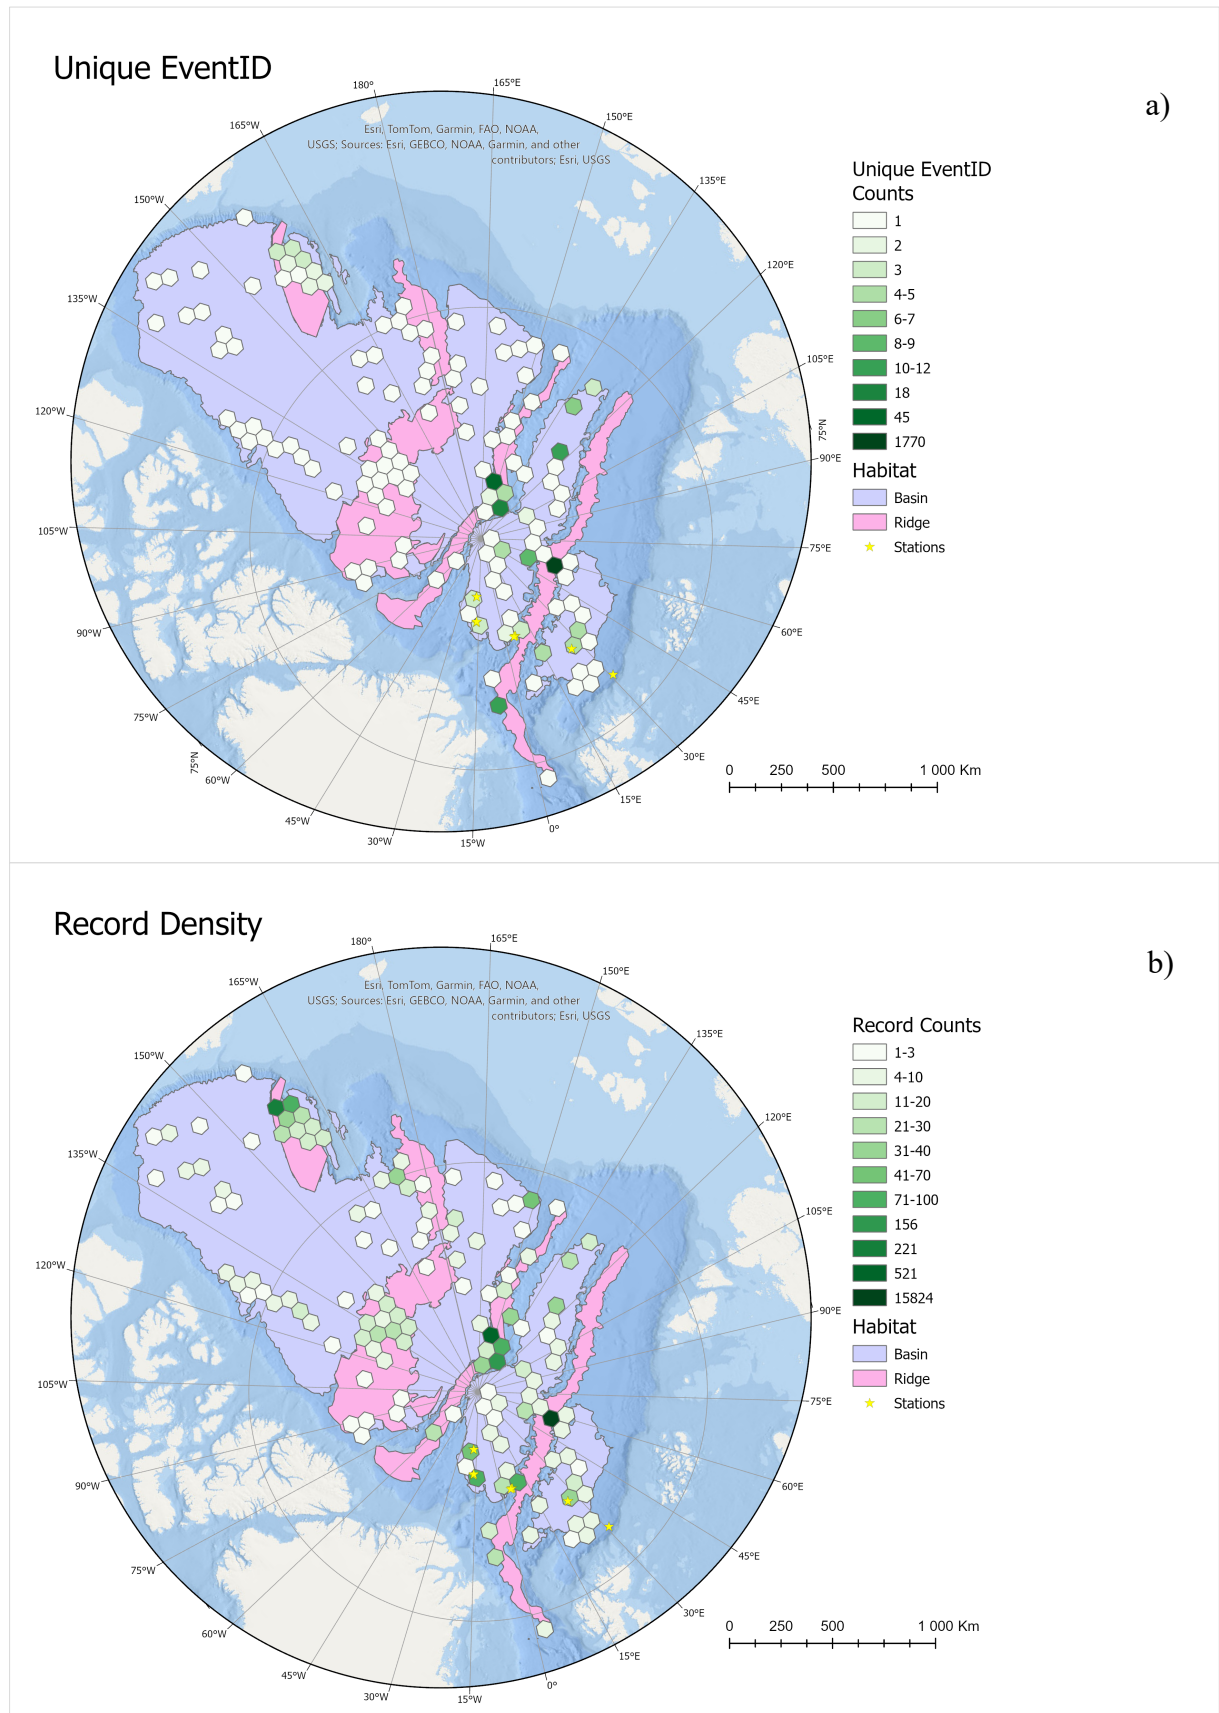 Unique EventID
a)
180°
165°E
165°W
150°E
Esri, TomTom, Garmin, FAO, NOAA,
USGS; Sources: Esri, GEBCO, NOAA, Garmin, and other
contributors; Esri, USGS
150°W
135°E
135°W
120°E
120°W
105°E
75°N
90°E
105°W
75°E
90°W
60°E
75°W
45°E
75°N
60°W
30°E
45°W
15°E
30°W
15°W
0°
Unique EventID
Counts
1
2
3
4-5
6-7
8-9
10-12
18
45
1770
Habitat
Basin
Ridge
Stations
0 250 500 1 000 Km
Record Density
b)
180°
165°E
165°W
150°E
Esri, TomTom, Garmin, FAO, NOAA,
USGS; Sources: Esri, GEBCO, NOAA, Garmin, and other
contributors; Esri, USGS
150°W
135°E
135°W
120°E
120°W
105°E
90°E
105°W
75°E
90°W
60°E
75°W
45°E
60°W
30°E
45°W
15°E
30°W
15°W
0°
Record Counts
1-3
4-10
11-20
21-30
31-40
41-70
71-100
156
221
521
15824
Habitat
Basin
Ridge
Stations
0 250 500 1 000 Km